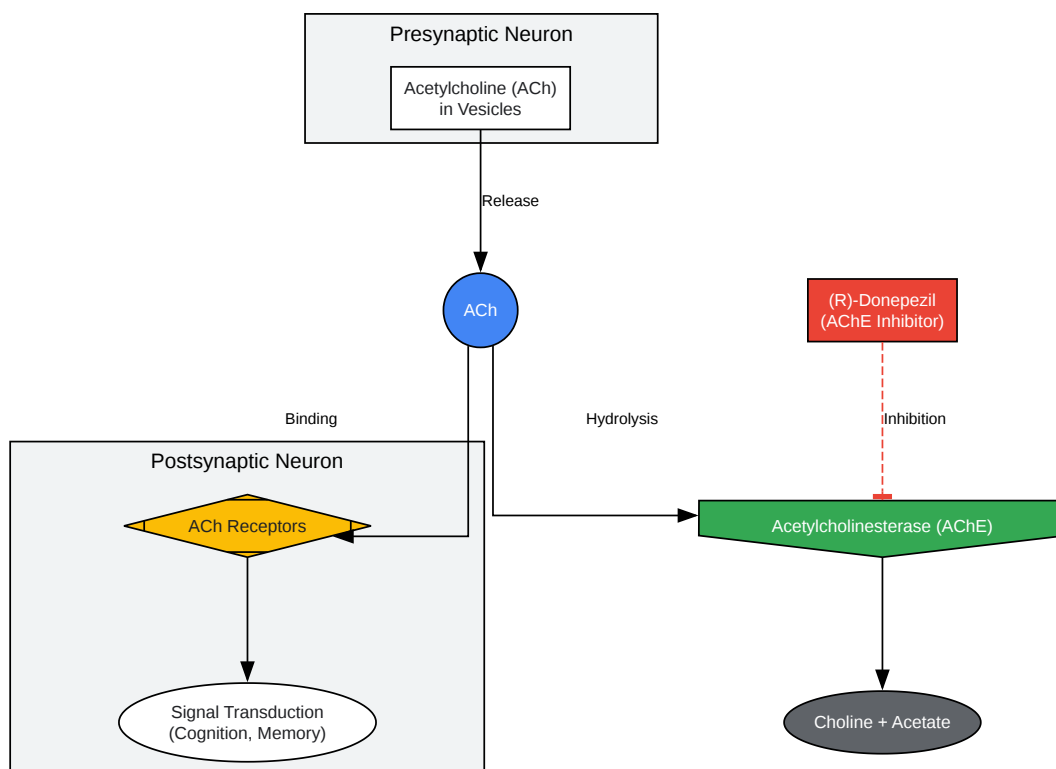 Presynaptic Neuron
Acetylcholine (ACh)
in Vesicles
Release
ACh
(R)-Donepezil
(AChE Inhibitor)
Binding
Hydrolysis
Inhibition
Postsynaptic Neuron
ACh Receptors
Acetylcholinesterase (AChE)
Signal Transduction
(Cognition, Memory)
Choline + Acetate